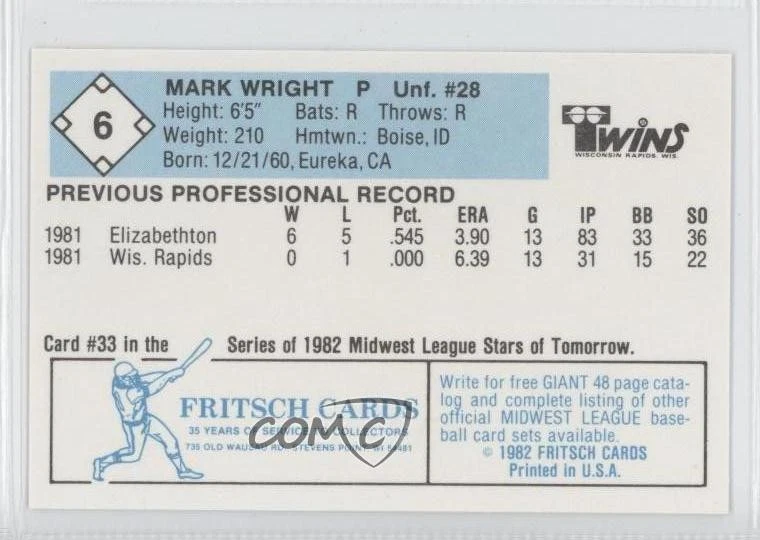 6
MARK WRIGHT P Unf. #28
Height: 6'5" Bats: R Throws: R
Weight: 210 Hmtwn.: Boise, ID
Born: 12/21/60, Eureka, CA
TWINS
WISCONSIN RAPIDS, WIS.
PREVIOUS PROFESSIONAL RECORD
W L Pct. ERA G IP BB SO
1981 Elizabethton 6 5 .545 3.90 13 83 33 36
1981 Wis. Rapids 0 1 .000 6.39 13 31 15 22
Card #33 in the Series of 1982 Midwest League Stars of Tomorrow.
FRITSCH CARDS
35 YEARS OF SERVICE TO COLLECTORS
735 OLD WAUSAU RD., STEVENS POINT, WI 54481
COMC
Write for free GIANT 48 page cata-
log and complete listing of other
official MIDWEST LEAGUE base-
ball card sets available.
© 1982 FRITSCH CARDS
Printed in U.S.A.